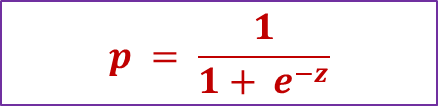 p = 1 / (1 + e^{-z})